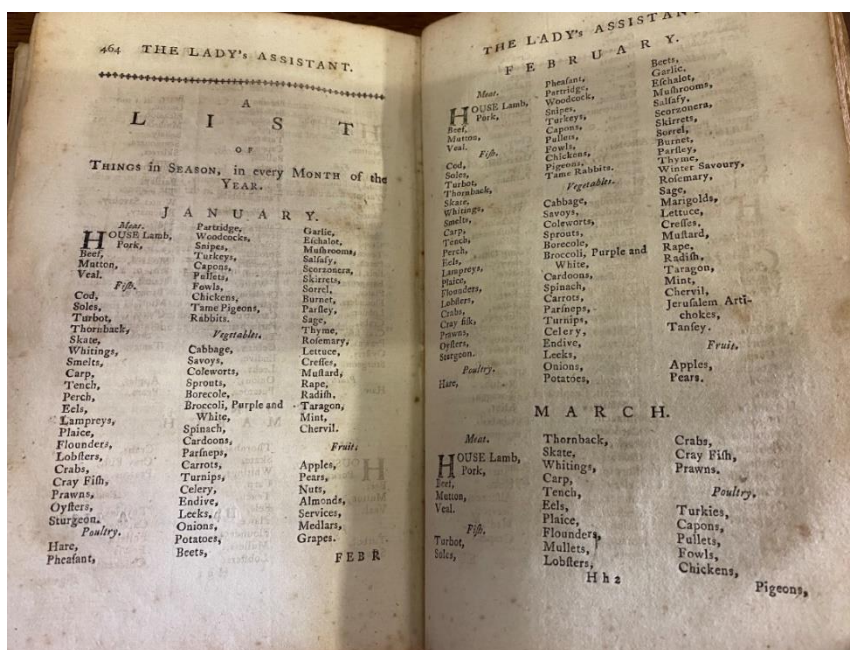 464 THE LADY's ASSISTANT.
A
LIST
OF
THINGS in SEASON, in every MONTH of the
YEAR.
JANUARY.
Meat.
HOUSE Lamb,
Pork,
Beef,
Mutton,
Veal.
Fiſh.
Cod,
Soles,
Turbot,
Thornback,
Skate,
Whitings,
Smelts,
Carp,
Tench,
Perch,
Eels,
Lampreys,
Plaice,
Flounders,
Lobſters,
Crabs,
Cray Fiſh,
Prawns,
Oyſters,
Sturgeon.
Poultry.
Hare,
Pheaſant,
Partridge,
Woodcocks,
Snipes,
Turkeys,
Capons,
Pullets,
Fowls,
Chickens,
Tame Pigeons,
Rabbits.
Vegetables.
Cabbage,
Savoys,
Coleworts,
Sprouts,
Borecole,
Broccoli, Purple and
White,
Spinach,
Cardoons,
Parſneps,
Carrots,
Turnips,
Celery,
Endive,
Leeks,
Onions,
Potatoes,
Beets,
Garlic,
Eſchalot,
Muſhrooms,
Salſafy,
Scorzonera,
Skirrets,
Sorrel,
Burnet,
Parſley,
Sage,
Thyme,
Roſemary,
Lettuce,
Creſſes,
Muſtard,
Rape,
Radiſh,
Taragon,
Mint,
Chervil.
Fruit.
Apples,
Pears,
Nuts,
Almonds,
Services,
Medlars,
Grapes.
FEBR
THE LADY's ASSISTAN
FEBRUARY.
Meat.
HOUSE Lamb,
Pork,
Beef,
Mutton,
Veal.
Fiſh.
Cod,
Soles,
Turbot,
Thornback,
Skate,
Whitings,
Smelts,
Carp,
Tench,
Perch,
Eels,
Lampreys,
Plaice,
Flounders,
Lobſters,
Crabs,
Cray fiſh,
Prawns,
Oyſters,
Sturgeon.
Poultry.
Hare,
Pheaſant,
Partridge,
Woodcock,
Snipes,
Turkeys,
Capons,
Pullets,
Fowls,
Chickens,
Pigeons,
Tame Rabbits.
Vegetables.
Cabbage,
Savoys,
Coleworts,
Sprouts,
Borecole,
Broccoli, Purple and
White,
Cardoons,
Spinach,
Carrots,
Parſneps,
Turnips,
Celery,
Endive,
Leeks,
Onions,
Potatoes,
Beets,
Garlic.
Eſchalot,
Muſhrooms,
Salſafy,
Scorzonera,
Skirrets,
Sorrel,
Burnet,
Parſley,
Thyme,
Winter Savoury,
Roſemary,
Sage,
Marigolds,
Lettuce,
Creſſes,
Muſtard,
Rape,
Radiſh,
Taragon,
Mint,
Chervil,
Jeruſalem Arti-
chokes,
Tanſey.
Fruit.
Apples,
Pears.
MARCH.
Meat.
HOUSE Lamb,
Pork,
Beef,
Mutton,
Veal.
Fiſh.
Turbot,
Soles,
Thornback,
Skate,
Whitings,
Carp,
Tench,
Eels,
Plaice,
Flounders,
Mullets,
Lobſters,
Crabs,
Cray Fiſh,
Prawns.
Poultry,
Turkies,
Capons,
Pullets,
Fowls,
Chickens,
Hh2
Pigeons,